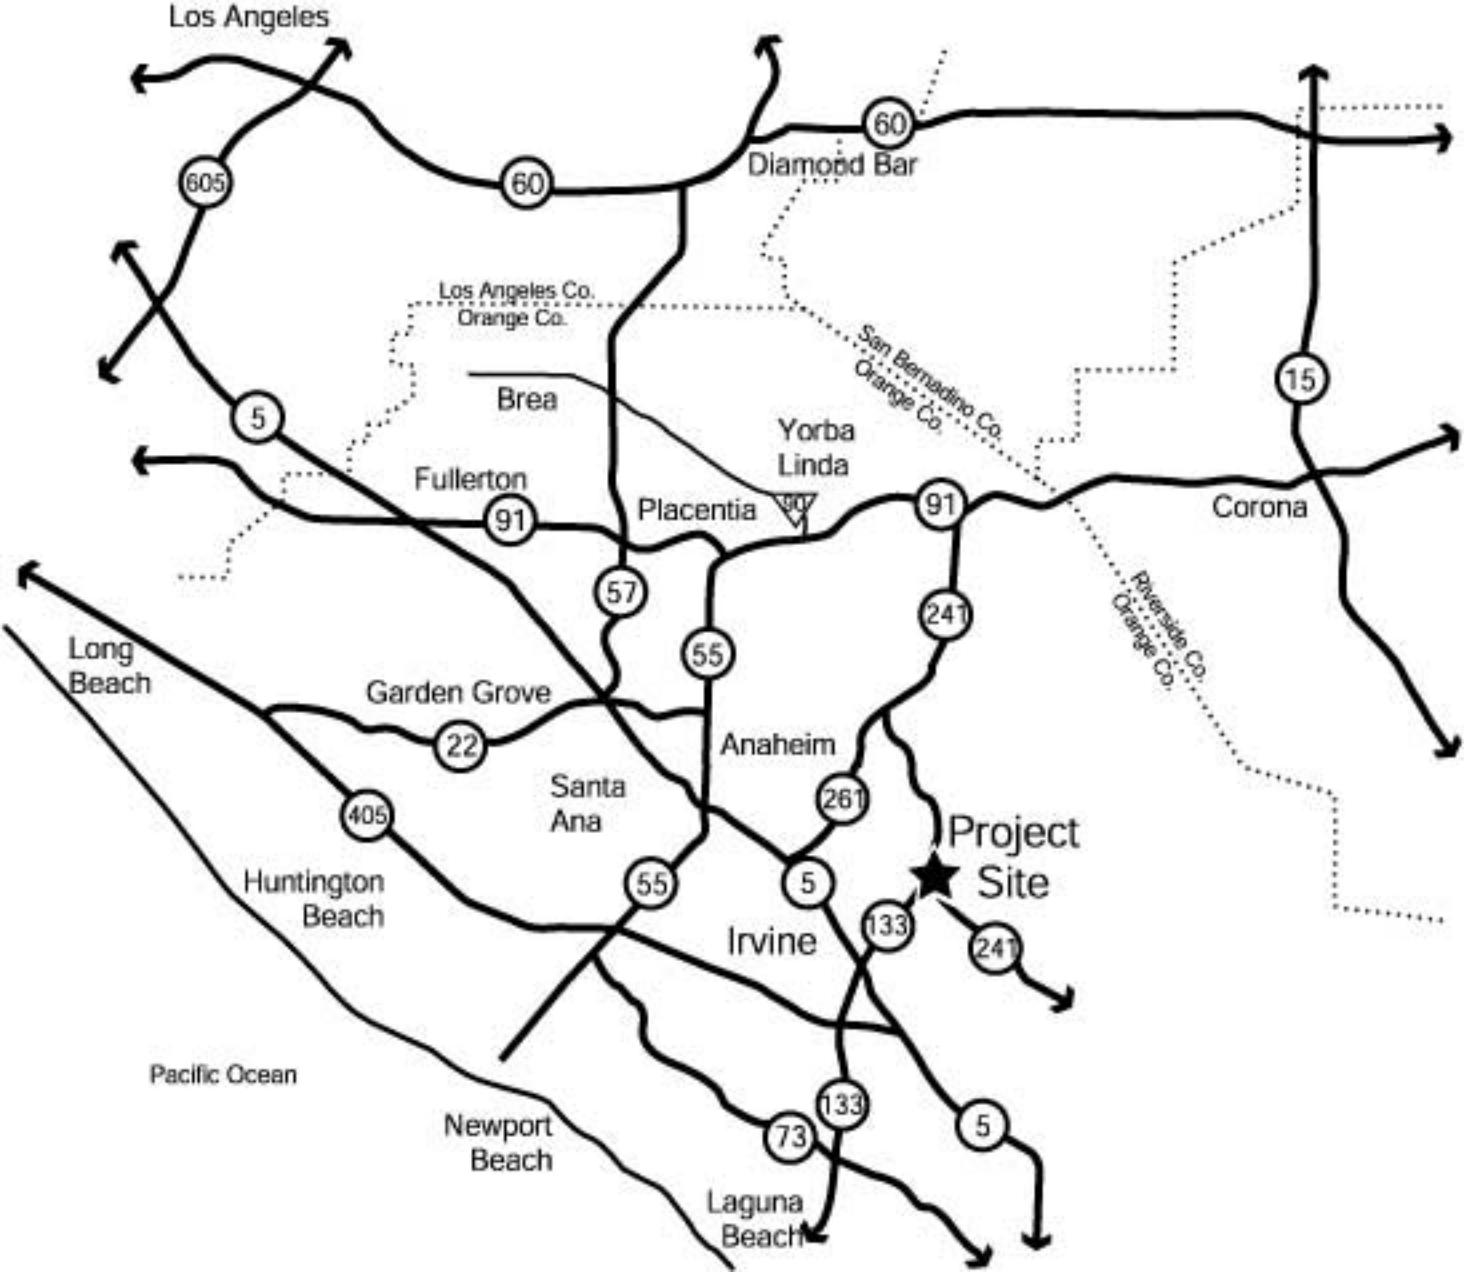 Los Angeles
60
Diamond Bar
605
60
Los Angeles Co.
Orange Co.
San Bernadino Co.
Orange Co.
15
Brea
5
Yorba
Linda
Fullerton
91
Placentia
90
91
Corona
57
241
Riverside Co.
Orange Co.
Long
Beach
55
Garden Grove
22
Anaheim
Santa
Ana
261
405
Project
Site
Huntington
Beach
55
5
133
Irvine
241
Pacific Ocean
133
5
Newport
Beach
73
Laguna
Beach